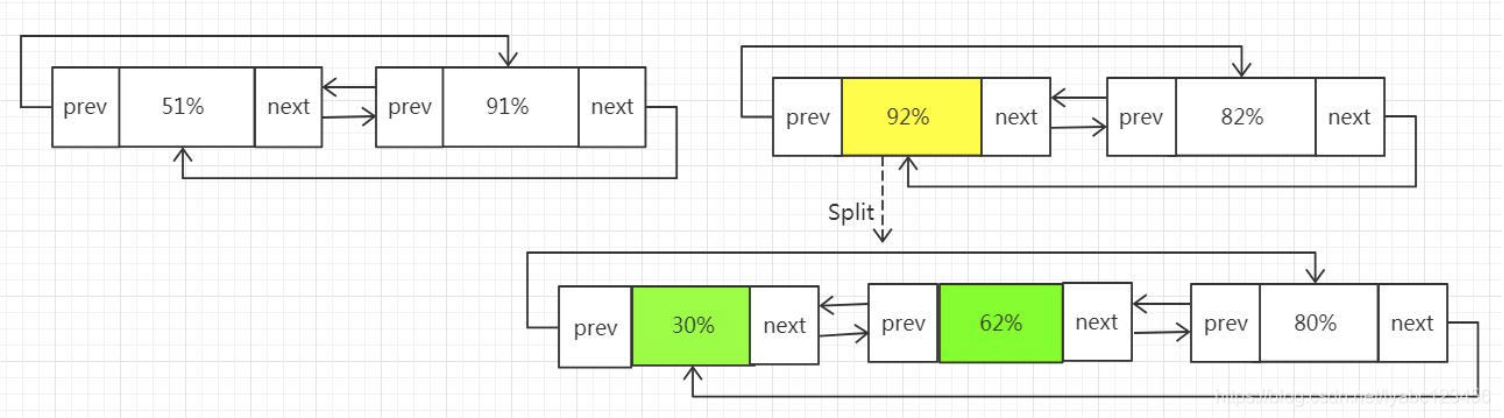 prev 51% next prev 91% next
prev 92% next prev 82% next
Split
prev 30% next prev 62% next prev 80% next